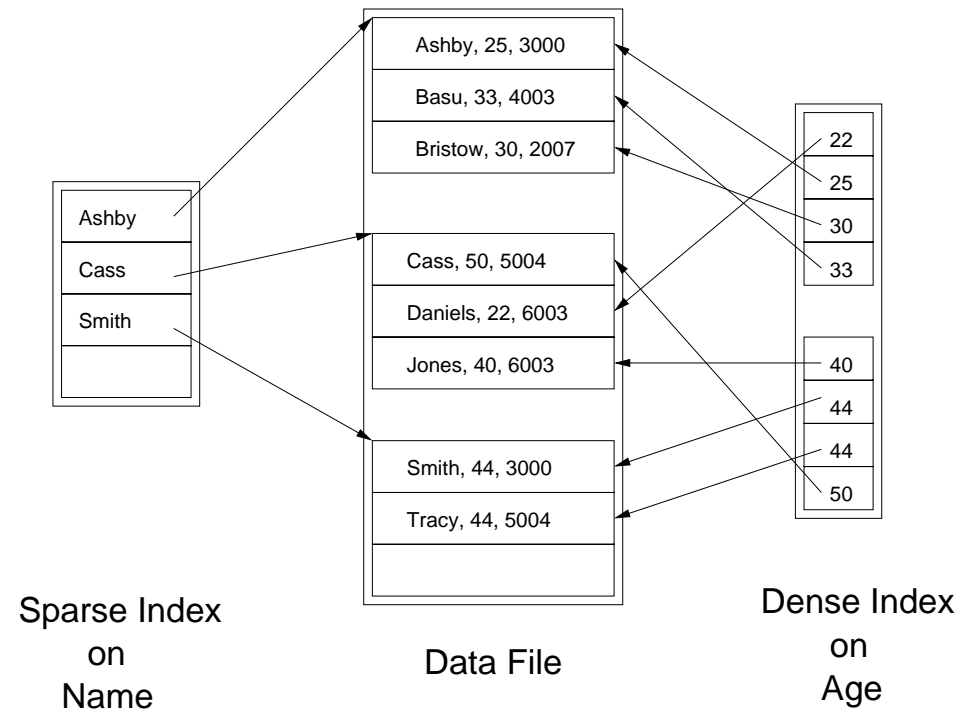 Ashby
Cass
Smith
Sparse Index
on
Name
Ashby, 25, 3000
Basu, 33, 4003
Bristow, 30, 2007
Cass, 50, 5004
Daniels, 22, 6003
Jones, 40, 6003
Smith, 44, 3000
Tracy, 44, 5004
Data File
22
25
30
33
40
44
44
50
Dense Index
on
Age